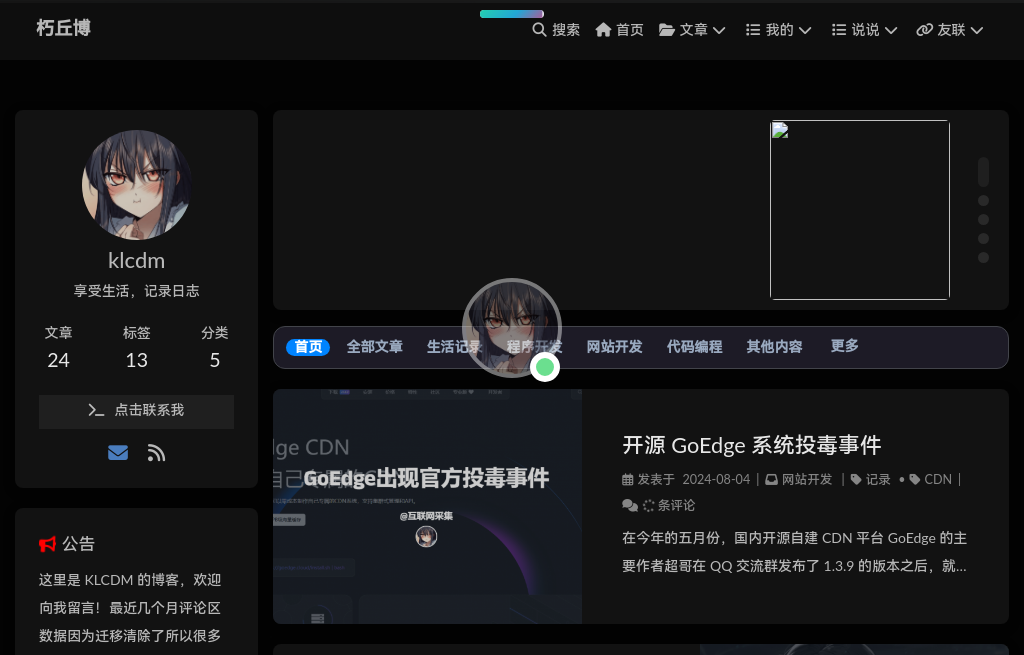 朽丘博
搜索 首页 文章 我的 说说 友联
klcdm
享受生活，记录日志
文章 标签 分类
24 13 5
点击联系我
公告
这里是 KLCDM 的博客，欢迎
向我留言！最近几个月评论区
数据因为迁移清除了所以很多
首页 全部文章 生活记录 程序开发 网站开发 代码编程 其他内容 更多
dge CDN
GoEdge出现官方投毒事件
@互联网采集
开源 GoEdge 系统投毒事件
发表于 2024-08-04 | 网站开发 | 记录 • CDN |
条评论
在今年的五月份，国内开源自建 CDN 平台 GoEdge 的主
要作者超哥在 QQ 交流群发布了 1.3.9 的版本之后，就...